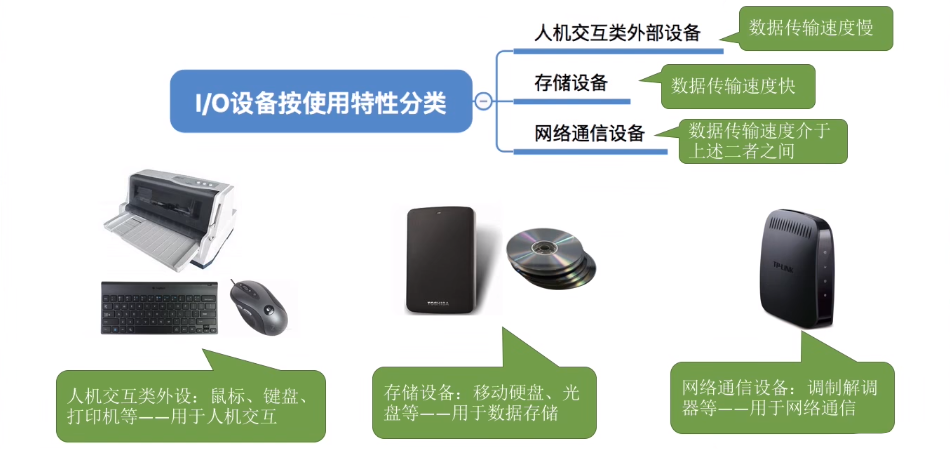 人机交互类外部设备
数据传输速度慢
I/O设备按使用特性分类
存储设备
数据传输速度快
网络通信设备
数据传输速度介于
上述二者之间
TP-LINK
人机交互类外设：鼠标、键盘、
打印机等——用于人机交互
存储设备：移动硬盘、光
盘等——用于数据存储
网络通信设备：调制解调
器等——用于网络通信